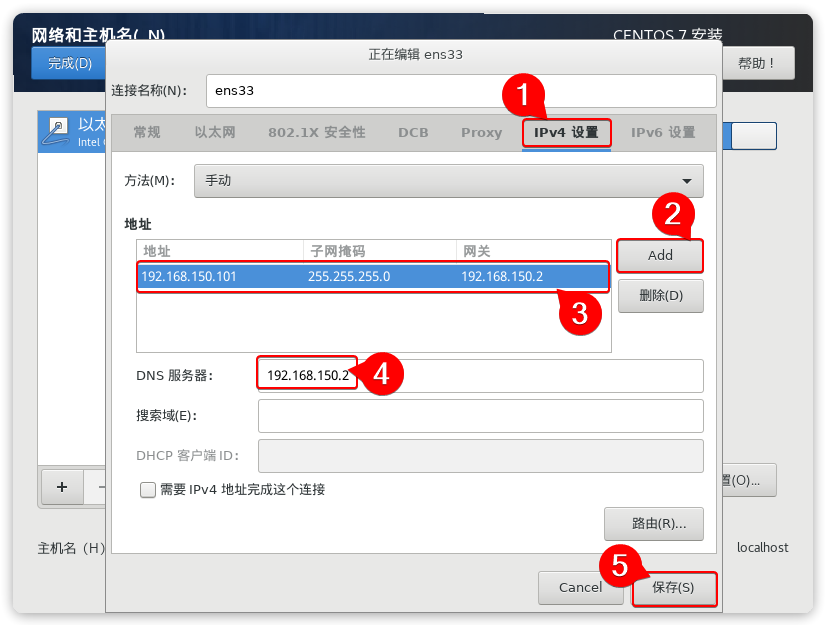 网络和主机名(_N)
CENTOS 7 安装
完成(D)
帮助！
正在编辑 ens33
连接名称(N)：
ens33
常规
以太网
802.1X 安全性
DCB
Proxy
IPv4 设置
IPv6 设置
1
以太
Intel
方法(M)：
手动
2
地址
地址
子网掩码
网关
Add
192.168.150.101
255.255.255.0
192.168.150.2
删除(D)
3
DNS 服务器：
192.168.150.2
4
搜索域(E)：
DHCP 客户端 ID：
+
−
置(O)...
需要 IPv4 地址完成这个连接
路由(R)...
主机名（H）
localhost
5
Cancel
保存(S)